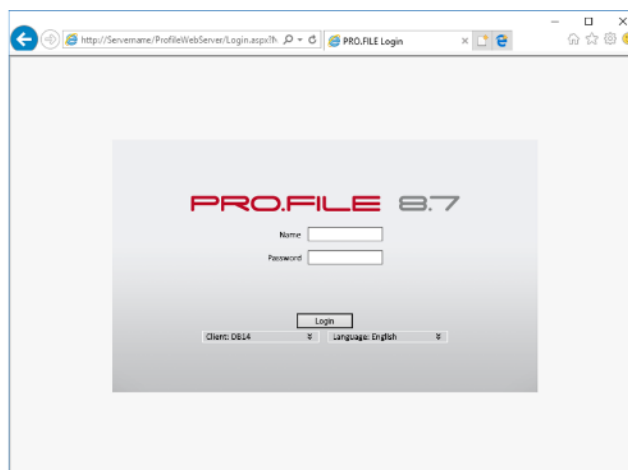 http://Servername/ProfileWebServer/Login.aspx?
PRO.FILE Login
PRO.FILE 8.7
Name
Password
Login
Client: DB14
Language: English